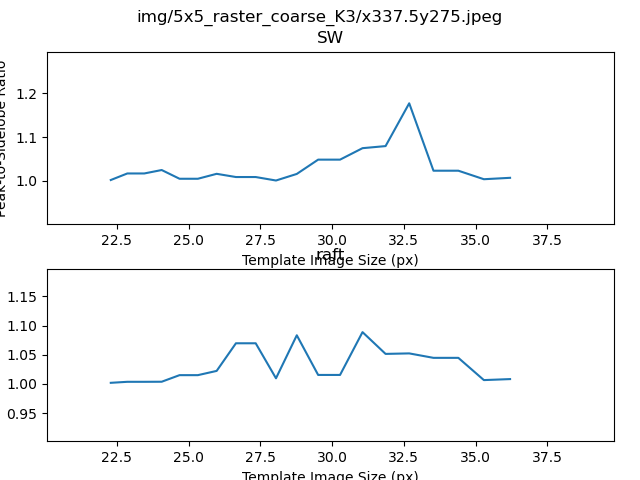 img/5x5_raster_coarse_K3/x337.5y275.jpeg
SW
Peak-to-Sidelobe Ratio
1.2
1.1
1.0
22.5 25.0 27.5 30.0 32.5 35.0 37.5
Template Image Size (px)
raft
1.15
1.10
1.05
1.00
0.95
22.5 25.0 27.5 30.0 32.5 35.0 37.5
Template Image Size (px)